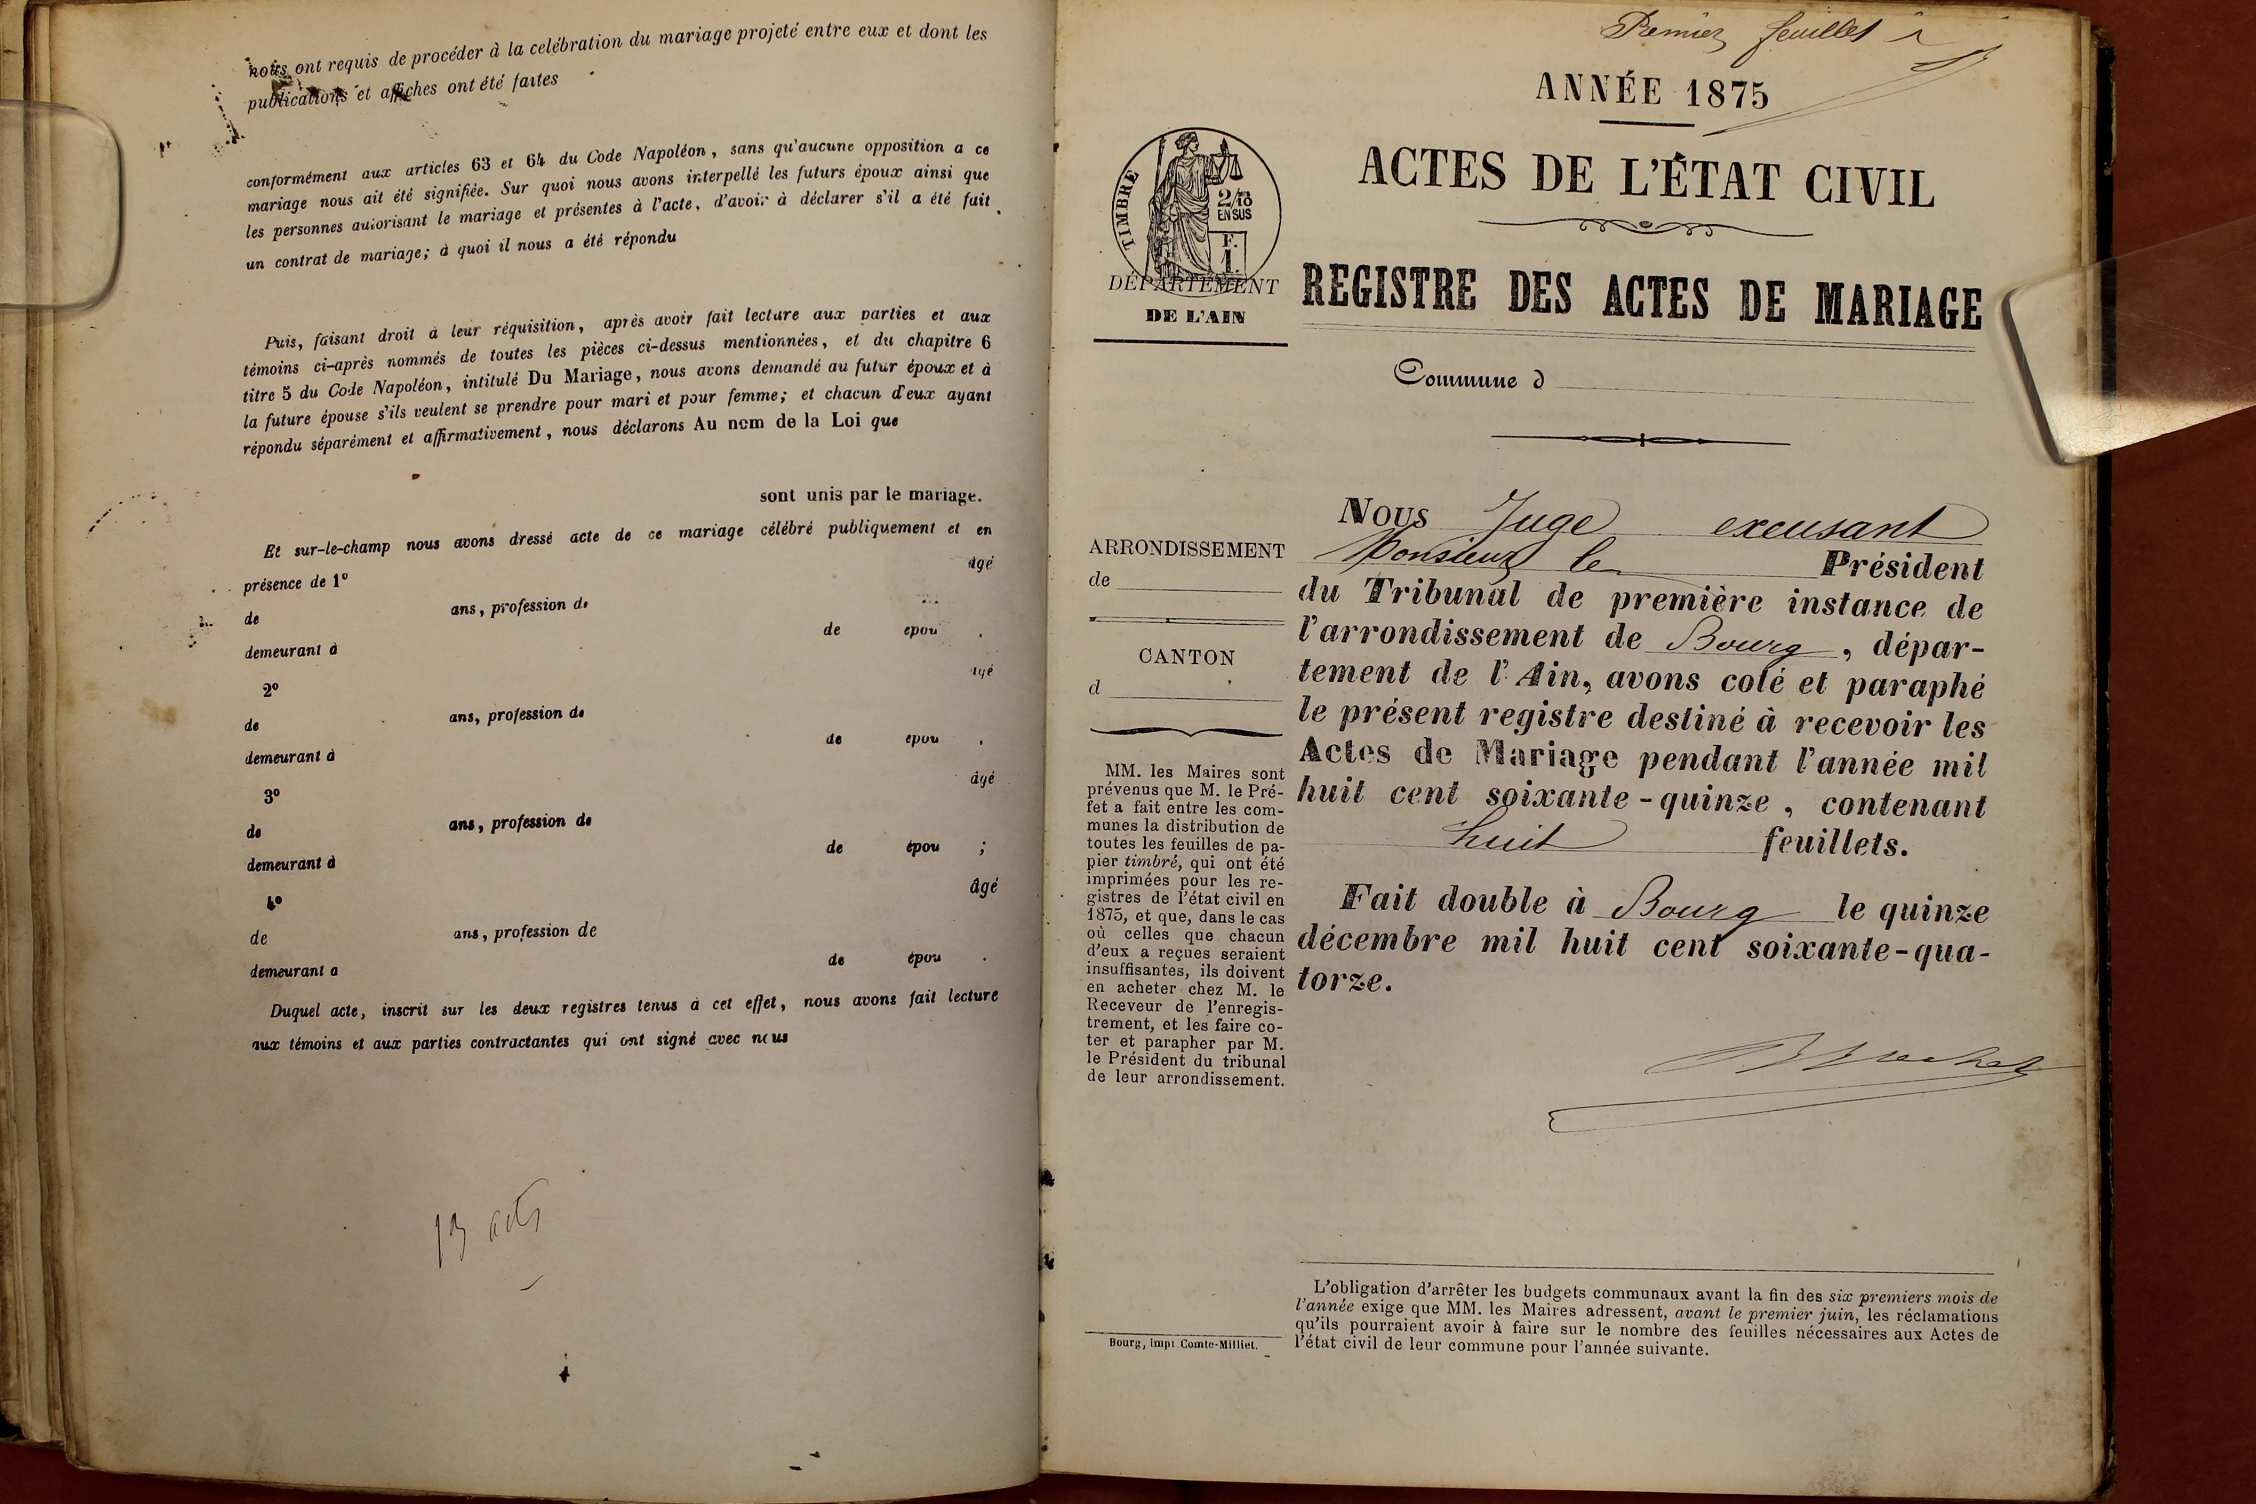 nous ont requis de procéder à la celébration du mariage projeté entre eux et dont les
publications et affiches ont été faites
conformément aux articles 63 et 64 du Code Napoléon, sans qu'aucune opposition a ce
mariage nous ait été signifiée. Sur quoi nous avons interpellé les futurs époux ainsi que
les personnes autorisant le mariage et présentes à l'acte, d'avoir à déclarer s'il a été fait
un contrat de mariage; à quoi il nous a été répondu
Puis, faisant droit à leur réquisition, après avoir fait lecture aux parties et aux
témoins ci-après nommés de toutes les pièces ci-dessus mentionnées, et du chapitre 6
titre 5 du Code Napoléon, intitulé Du Mariage, nous avons demandé au futur époux et à
la future épouse s'ils veulent se prendre pour mari et pour femme; et chacun d'eux ayant
répondu séparément et affirmativement, nous déclarons Au nom de la Loi que
sont unis par le mariage.
Et sur-le-champ nous avons dressé acte de ce mariage célébré publiquement et en
présence de 1º âgé
de ans, profession de
demeurant à de epou .
2º âgé
de ans, profession de
demeurant à de epou .
3º âgé
de ans, profession de
demeurant à de épou ;
4º âgé
de ans, profession de
demeurant a de épou .
Duquel acte, inscrit sur les deux registres tenus à cet effet, nous avons fait lecture
aux témoins et aux parties contractantes qui ont signé avec nous
13 actes
Premier feuillet
ANNÉE 1875
ACTES DE L'ÉTAT CIVIL
TIMBRE
2/10
EN SUS
F.
1.
DÉPARTEMENT
DE L'AIN
REGISTRE DES ACTES DE MARIAGE
Commune d
ARRONDISSEMENT
de
CANTON
d
MM. les Maires sont
prévenus que M. le Pré-
fet a fait entre les com-
munes la distribution de
toutes les feuilles de pa-
pier timbré, qui ont été
imprimées pour les re-
gistres de l'état civil en
1875, et que, dans le cas
où celles que chacun
d'eux a reçues seraient
insuffisantes, ils doivent
en acheter chez M. le
Receveur de l'enregis-
trement, et les faire co-
ter et parapher par M.
le Président du tribunal
de leur arrondissement.
Nous Juge excusant
Monsieur le Président
du Tribunal de première instance de
l'arrondissement de Bourg, dépar-
tement de l'Ain, avons coté et paraphé
le présent registre destiné à recevoir les
Actes de Mariage pendant l'année mil
huit cent soixante-quinze, contenant
huit feuillets.
Fait double à Bourg le quinze
décembre mil huit cent soixante-qua-
torze.
L'obligation d'arrêter les budgets communaux avant la fin des six premiers mois de
l'année exige que MM. les Maires adressent, avant le premier juin, les réclamations
qu'ils pourraient avoir à faire sur le nombre des feuilles nécessaires aux Actes de
l'état civil de leur commune pour l'année suivante.
Bourg, impr Comte-Milliet.